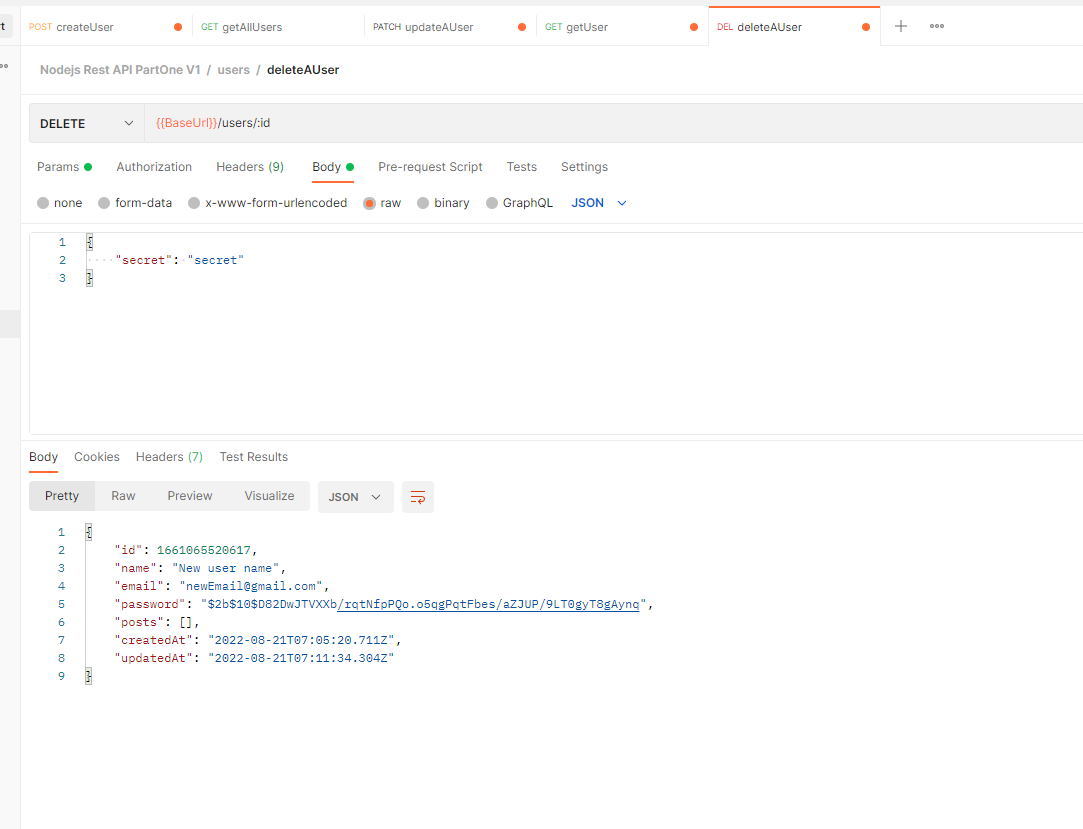 t
POST createUser
GET getAllUsers
PATCH updateAUser
GET getUser
DEL deleteAUser
Nodejs Rest API PartOne V1 / users / deleteAUser
DELETE
{{BaseUrl}}/users/:id
Params
Authorization
Headers (9)
Body
Pre-request Script
Tests
Settings
none
form-data
x-www-form-urlencoded
raw
binary
GraphQL
JSON
1 {
2 "secret": "secret"
3 }
Body
Cookies
Headers (7)
Test Results
Pretty
Raw
Preview
Visualize
JSON
1 {
2 "id": 1661065520617,
3 "name": "New user name",
4 "email": "newEmail@gmail.com",
5 "password": "$2b$10$D82DwJTVXXb/rqtNfpPQo.o5qgPqtFbes/aZJUP/9LT0gyT8gAynq",
6 "posts": [],
7 "createdAt": "2022-08-21T07:05:20.711Z",
8 "updatedAt": "2022-08-21T07:11:34.304Z"
9 }